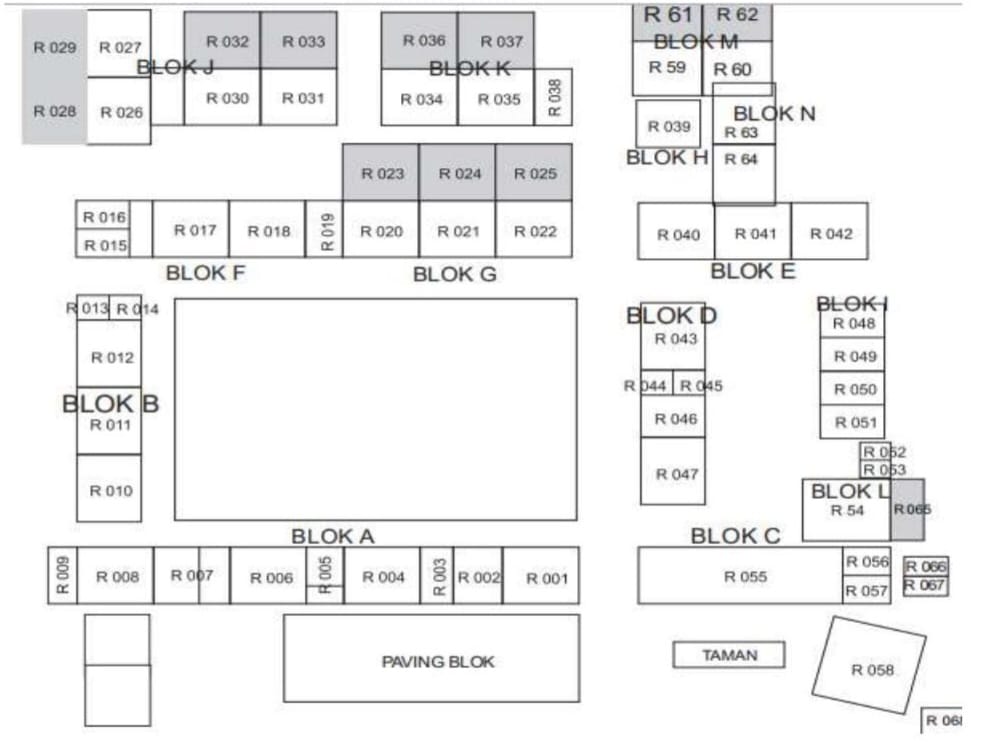 R 029
R 027
R 032
R 033
R 036
R 037
R 61
R 62
BLOK J
BLOK K
BLOK M
R 59
R 60
R 028
R 026
R 030
R 031
R 034
R 035
R 038
R 039
BLOK N
R 63
BLOK H
R 64
R 023
R 024
R 025
R 016
R 015
R 017
R 018
R 019
R 020
R 021
R 022
R 040
R 041
R 042
BLOK F
BLOK G
BLOK E
R 013
R 014
R 012
BLOK B
R 011
R 010
BLOK D
R 043
R 044
R 045
R 046
R 047
BLOK I
R 048
R 049
R 050
R 051
R 052
R 053
BLOK L
R 54
R 065
BLOK A
BLOK C
R 009
R 008
R 007
R 006
R 005
R 004
R 003
R 002
R 001
R 055
R 056
R 057
R 066
R 067
PAVING BLOK
TAMAN
R 058